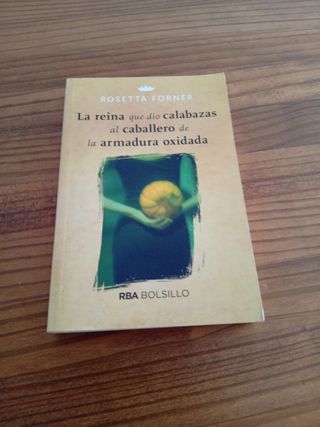 ROSETTA FORNER
La reina que dio calabazas
al caballero de
la armadura oxidada
RBA BOLSILLO